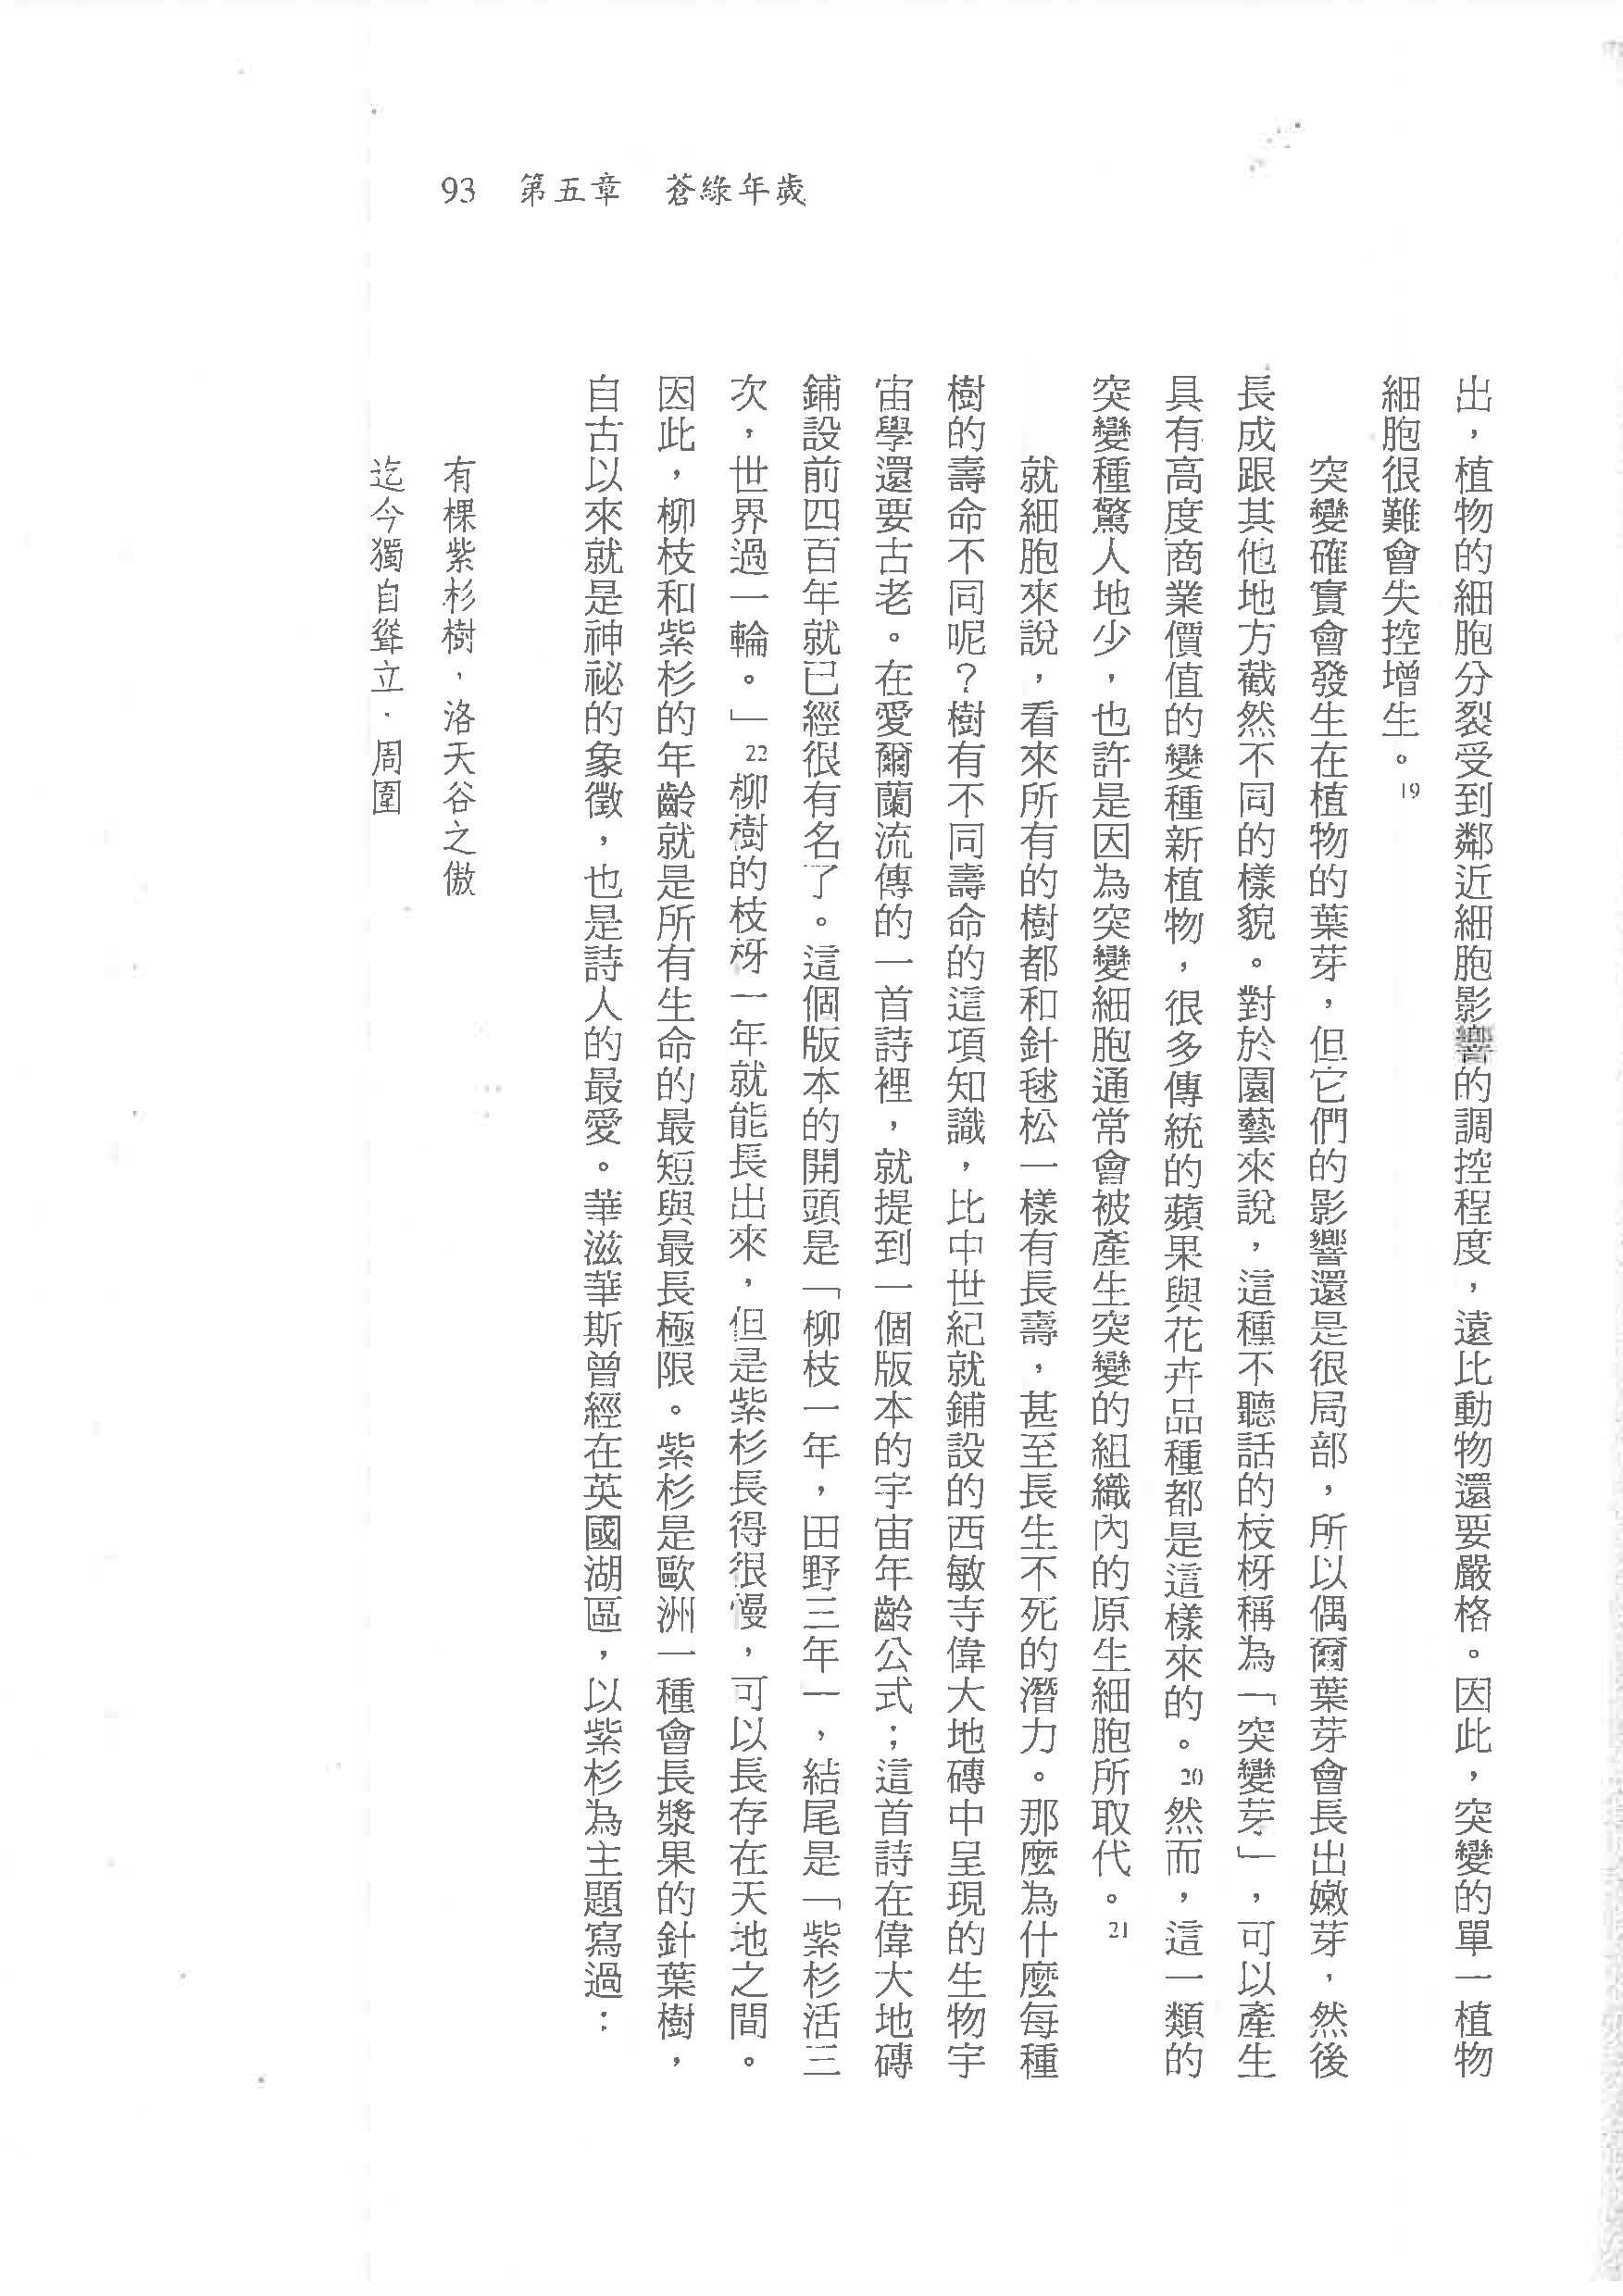 93 第五章 蒼綠年歲
出，植物的細胞分裂受到鄰近細胞影響的調控程度，遠比動物還要嚴格。因此，突變的單一植物
細胞很難會失控增生。19
突變確實會發生在植物的葉芽，但它們的影響還是很局部，所以偶爾葉芽會長出嫩芽，然後
長成跟其他地方截然不同的樣貌。對於園藝來說，這種不聽話的枝枒稱為「突變芽」，可以產生
具有高度商業價值的變種新植物，很多傳統的蘋果與花卉品種都是這樣來的。20然而，這一類的
突變種驚人地少，也許是因為突變細胞通常會被產生突變的組織內的原生細胞所取代。21
就細胞來說，看來所有的樹都和針毬松一樣有長壽，甚至長生不死的潛力。那麼為什麼每種
樹的壽命不同呢？樹有不同壽命的這項知識，比中世紀就鋪設的西敏寺偉大地磚中呈現的生物宇
宙學還要古老。在愛爾蘭流傳的一首詩裡，就提到一個版本的宇宙年齡公式；這首詩在偉大地磚
鋪設前四百年就已經很有名了。這個版本的開頭是「柳枝一年，田野三年一，結尾是「紫杉活三
次，世界過一輪。」22柳樹的枝枒一年就能長出來，但是紫杉長得很慢，可以長存在天地之間。
因此，柳枝和紫杉的年齡就是所有生命的最短與最長極限。紫杉是歐洲一種會長漿果的針葉樹，
自古以來就是神祕的象徵，也是詩人的最愛。華滋華斯曾經在英國湖區，以紫杉為主題寫過：
有棵紫杉樹，洛天谷之傲
迄今獨自聳立．周圍